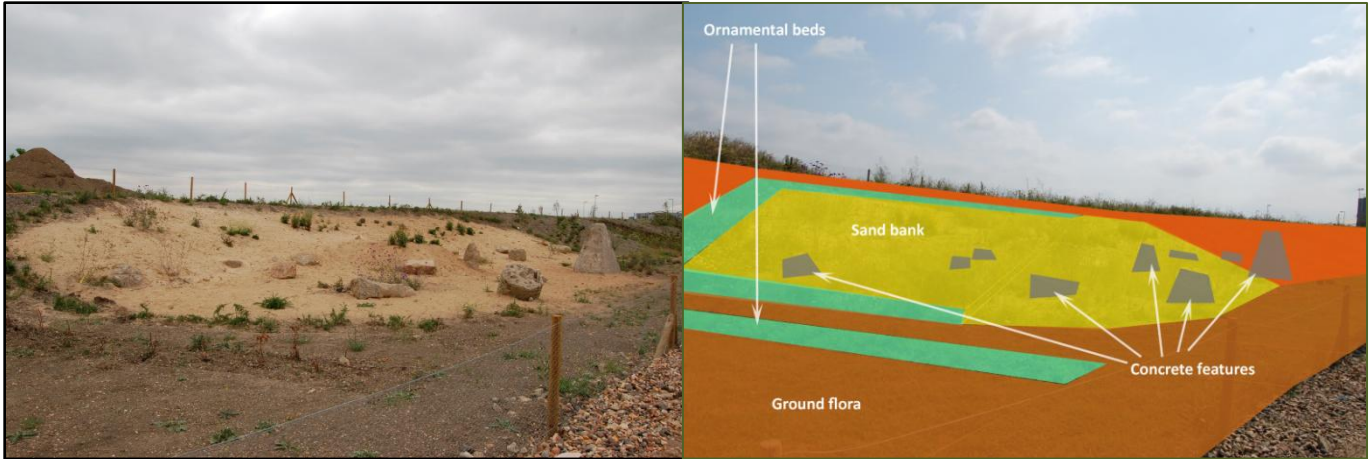 Ornamental beds
Sand bank
Concrete features
Ground flora